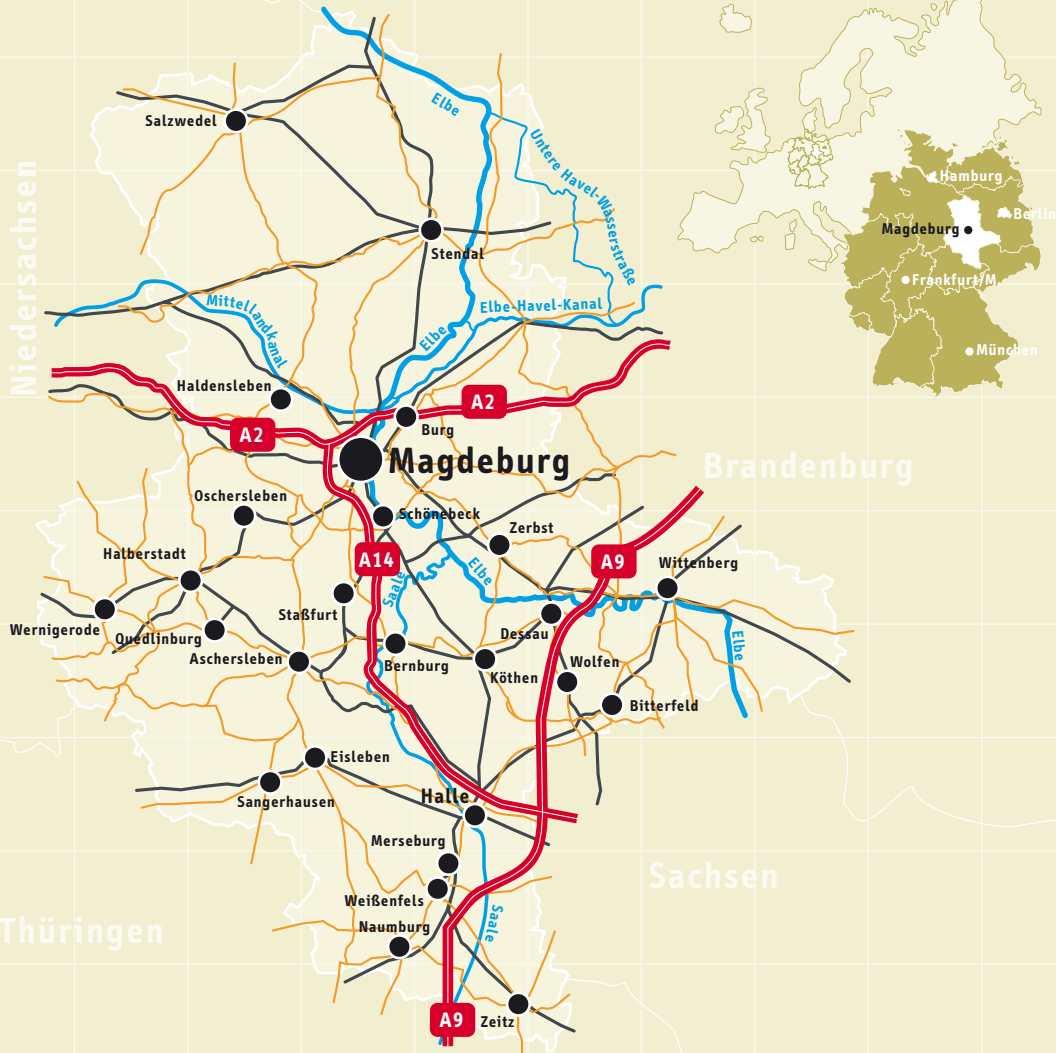 Elbe
Salzwedel
Untere Havel-Wasserstraße
Hamburg
Berlin
Magdeburg
Frankfurt/M.
München
Niedersachsen
Stendal
Mittellandkanal
Elbe-Havel-Kanal
Elbe
Haldensleben
A2
A2
Burg
Magdeburg
Brandenburg
Oschersleben
Schönebeck
Zerbst
Halberstadt
A14
A9
Wittenberg
Elbe
Saale
Staßfurt
Wernigerode
Quedlinburg
Dessau
Elbe
Aschersleben
Bernburg
Köthen
Wolfen
Bitterfeld
Eisleben
Sangerhausen
Halle
Merseburg
Sachsen
Weißenfels
Saale
Naumburg
Thüringen
A9
Zeitz